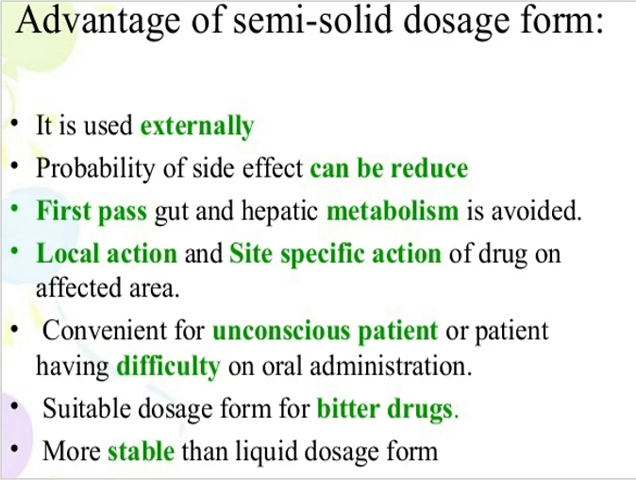 Advantage of semi-solid dosage form:
• It is used externally
• Probability of side effect can be reduce
• First pass gut and hepatic metabolism is avoided.
• Local action and Site specific action of drug on
affected area.
• Convenient for unconscious patient or patient
having difficulty on oral administration.
• Suitable dosage form for bitter drugs.
• More stable than liquid dosage form